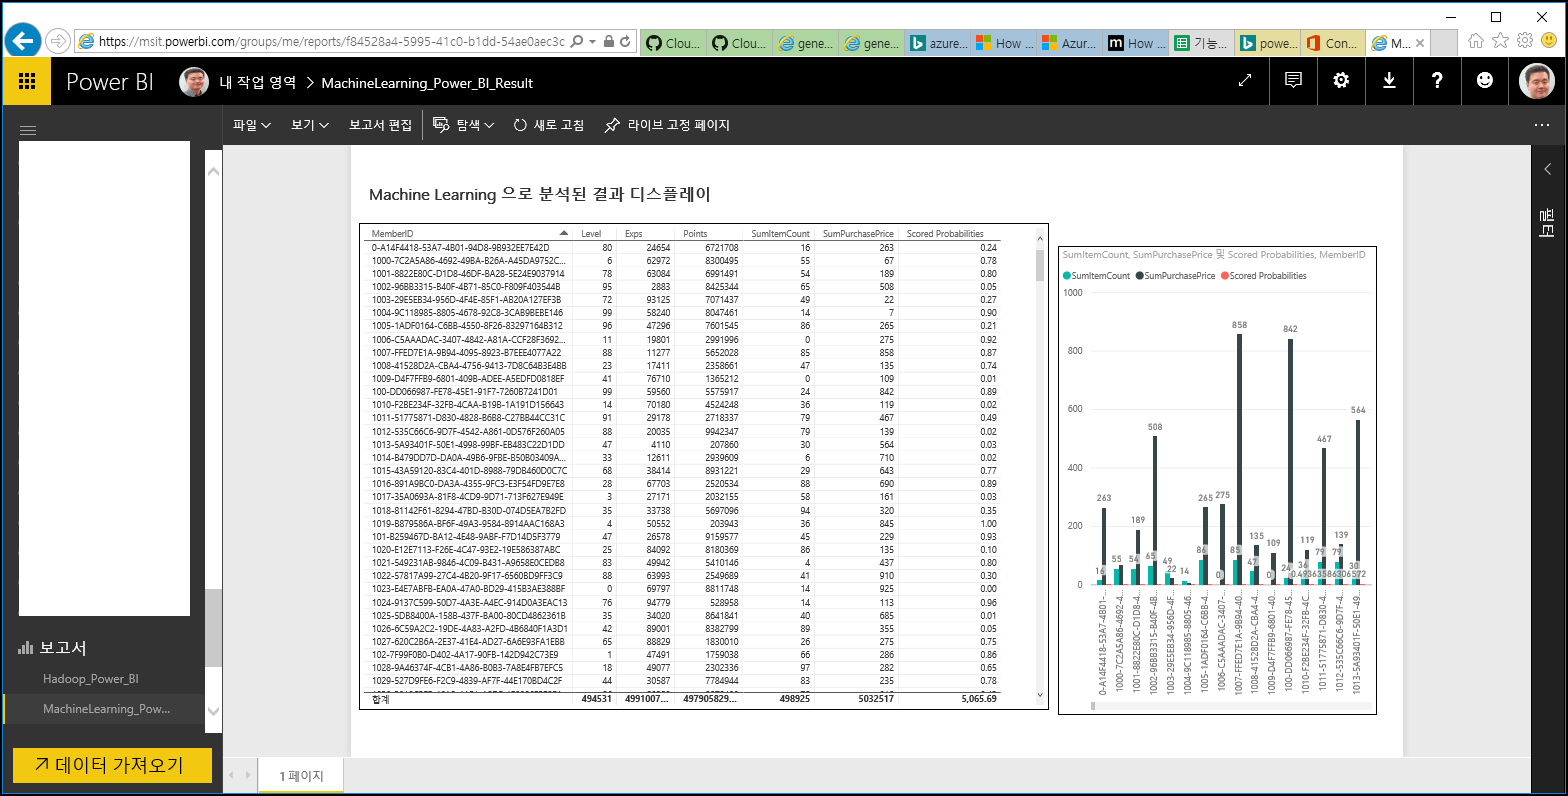 https://msit.powerbi.com/groups/me/reports/f84528a4-5995-41c0-b1dd-54ae0aec3c
Clou... Clou... gene... gene... azure... How ... Azur... How ... 기능... powe... Con... M...
Power BI 내 작업 영역 > MachineLearning_Power_BI_Result
파일 보기 보고서 편집 탐색 새로 고침 라이브 고정 페이지 ...
필터
Machine Learning 으로 분석된 결과 디스플레이
MemberID Level Exps Points SumItemCount SumPurchasePrice Scored Probabilities
0-A14F4418-53A7-4B01-94D8-9B932EE7E42D 80 24654 6721708 16 263 0.24
1000-7C2A5A86-4692-49BA-B26A-A45DA9752C... 6 62972 8300495 55 67 0.78
1001-8822E80C-D1D8-46DF-BA28-5E24E9037914 78 63084 6991491 54 189 0.80
1002-96BB3315-B40F-4B71-85C0-F809F403544B 95 2883 8425344 65 508 0.05
1003-29E5EB34-956D-4F4E-85F1-AB20A127EF3B 72 93125 7071437 49 22 0.27
1004-9C118985-8805-4678-92C8-3CAB9BEBE146 99 58240 8047461 14 7 0.90
1005-1ADF0164-C6BB-4550-8F26-83297164B312 96 47296 7601545 86 265 0.21
1006-C5AAADAC-3407-4842-A81A-CCF28F3692... 11 19801 2991996 0 275 0.92
1007-FFED7E1A-9B94-4095-8923-B7EEE4077A22 88 11277 5652028 85 858 0.87
1008-41528D2A-CBA4-4756-9413-7D8C64B3E4BB 23 17411 2358661 47 135 0.74
1009-D4F7FFB9-6801-409B-ADEE-A5EDFD0818EF 41 76710 1365212 0 109 0.01
100-DD066987-FE78-45E1-91F7-7260B7241D01 99 59560 5575917 24 842 0.89
1010-F2BE234F-32FB-4CAA-B19B-1A191D156643 14 70180 4524248 36 119 0.02
1011-51775871-D830-4828-B6B8-C27BB44CC31C 91 29178 2718337 79 467 0.49
1012-535C66C6-9D7F-4542-A861-0D576F260A05 88 20035 9942347 79 139 0.02
1013-5A93401F-50E1-4998-99BF-EB483C22D1DD 47 4110 207860 30 564 0.03
1014-B479DD7D-DA0A-49B6-9FBE-B50B03409A... 33 12611 2939609 6 710 0.02
1015-43A59120-83C4-401D-8988-79DB460D0C7C 68 38414 8931221 29 643 0.77
1016-891A9BC0-DA3A-4355-9FC3-E3F54FD9E7E8 28 67703 2520534 88 690 0.89
1017-35A0693A-81F8-4CD9-9D71-713F627E949E 3 27171 2032155 58 161 0.03
1018-81142F61-8294-47BD-B30D-074D5EA7B2FD 35 33738 5697096 94 320 0.35
1019-B879586A-BF6F-49A3-9584-8914AAC168A3 4 50552 203943 36 845 1.00
101-B259467D-BA12-4E48-9ABF-F7D14D5F3779 47 26578 9159577 45 229 0.93
1020-E12E7113-F26E-4C47-93E2-19E586387ABC 25 84092 8180369 86 135 0.10
1021-549231AB-9846-4C09-B431-A9658E0CEDB8 83 49942 5410144 4 437 0.80
1022-57817A99-27C4-4B20-9F17-6560BD9FF3C9 88 63993 2549689 41 910 0.30
1023-E4E7ABFB-EA0A-47A0-BD29-415B3AE388BF 0 69797 8811748 14 925 0.00
1024-9137C599-50D7-4A3E-A4EC-914D0A3EAC13 76 94779 528958 14 113 0.96
1025-5DB8400A-158B-437F-BA00-80CD48623618 35 34020 8641841 40 685 0.01
1026-6C59A2C2-19DE-4A83-A2FD-4B6840F1A3D1 42 89001 8382799 89 355 0.05
1027-620C2B6A-2E37-41E4-AD27-6A6E93FA1EBB 65 88829 1830010 26 275 0.75
102-7F99F0B0-D402-4A17-90FB-142D942C73E9 1 47491 1759038 66 286 0.86
1028-9A46374F-4CB1-4A86-B0B3-7A8E4FB7EFC5 18 49077 2302336 97 282 0.65
1029-527D9FE6-F2C9-4839-AF7F-44E170BD4C2F 44 30587 7784944 83 235 0.78
합계 494531 4991007... 497905829... 498925 5032517 5,065.69
SumItemCount, SumPurchasePrice 및 Scored Probabilities, MemberID
SumItemCount SumPurchasePrice Scored Probabilities
1000
800
600
400
200
0
16 263 55 54 189 65 508 49 22 14 86 265 0 275 85 858 47 135 0 109 24 842 36 119 79 467 79 139 30 564
0-A14F4418-53A7-4B01-...
1000-7C2A5A86-4692-4...
1001-8822E80C-D1D8-4...
1002-96BB3315-B40F-4B...
1003-29E5EB34-956D-4F...
1004-9C118985-8805-46...
1005-1ADF0164-C6BB-4...
1006-C5AAADAC-3407-...
1007-FFED7E1A-9B94-40...
1008-41528D2A-CBA4-4...
1009-D4F7FFB9-6801-40...
100-DD066987-FE78-45...
1010-F2BE234F-32FB-4C...
1011-51775871-D830-4...
1012-535C66C6-9D7F-4...
1013-5A93401F-50E1-49...
보고서
Hadoop_Power_BI
MachineLearning_Pow...
데이터 가져오기
1 페이지